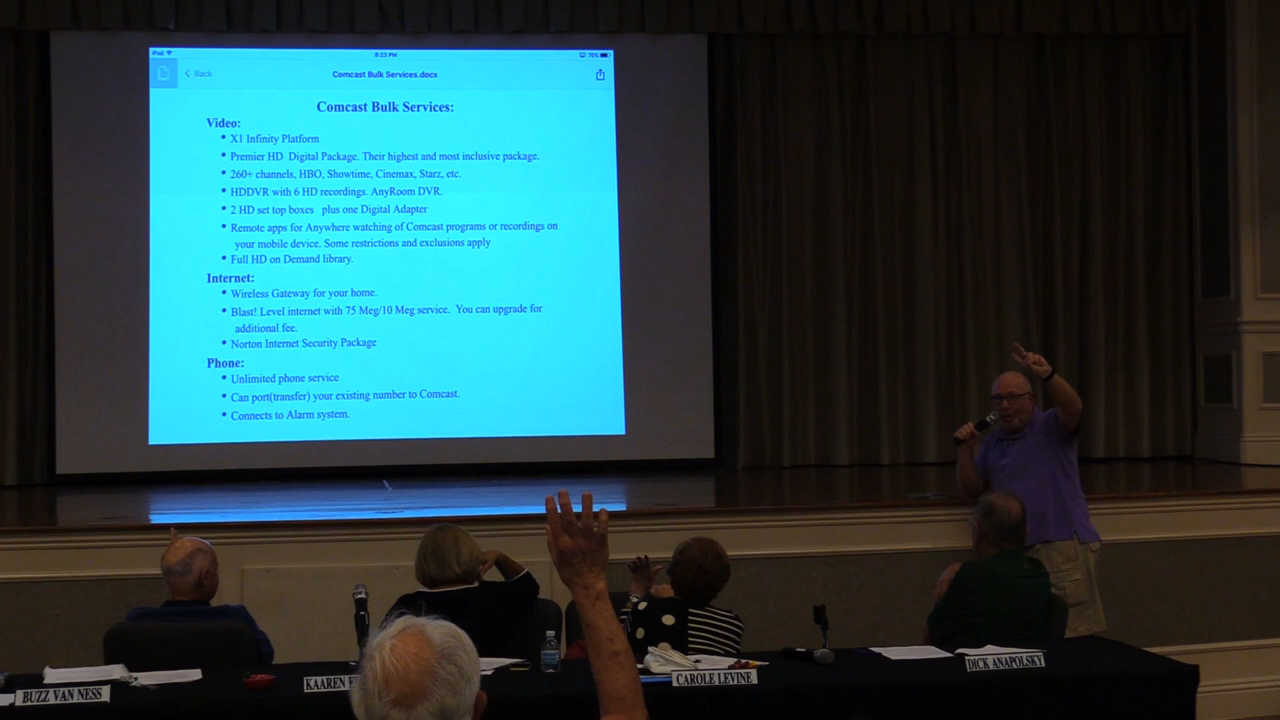 iPad
8:23 PM
76%
Back
Comcast Bulk Services.docx
Comcast Bulk Services:
Video:
• X1 Infinity Platform
• Premier HD Digital Package. Their highest and most inclusive package.
• 260+ channels, HBO, Showtime, Cinemax, Starz, etc.
• HDDVR with 6 HD recordings. AnyRoom DVR.
• 2 HD set top boxes plus one Digital Adapter
• Remote apps for Anywhere watching of Comcast programs or recordings on
your mobile device. Some restrictions and exclusions apply
• Full HD on Demand library.
Internet:
• Wireless Gateway for your home.
• Blast! Level internet with 75 Meg/10 Meg service. You can upgrade for
additional fee.
• Norton Internet Security Package
Phone:
• Unlimited phone service
• Can port(transfer) your existing number to Comcast.
• Connects to Alarm system.
BUZZ VAN NESS
KAAREN
CAROLE LEVINE
DICK ANAPOLSKY